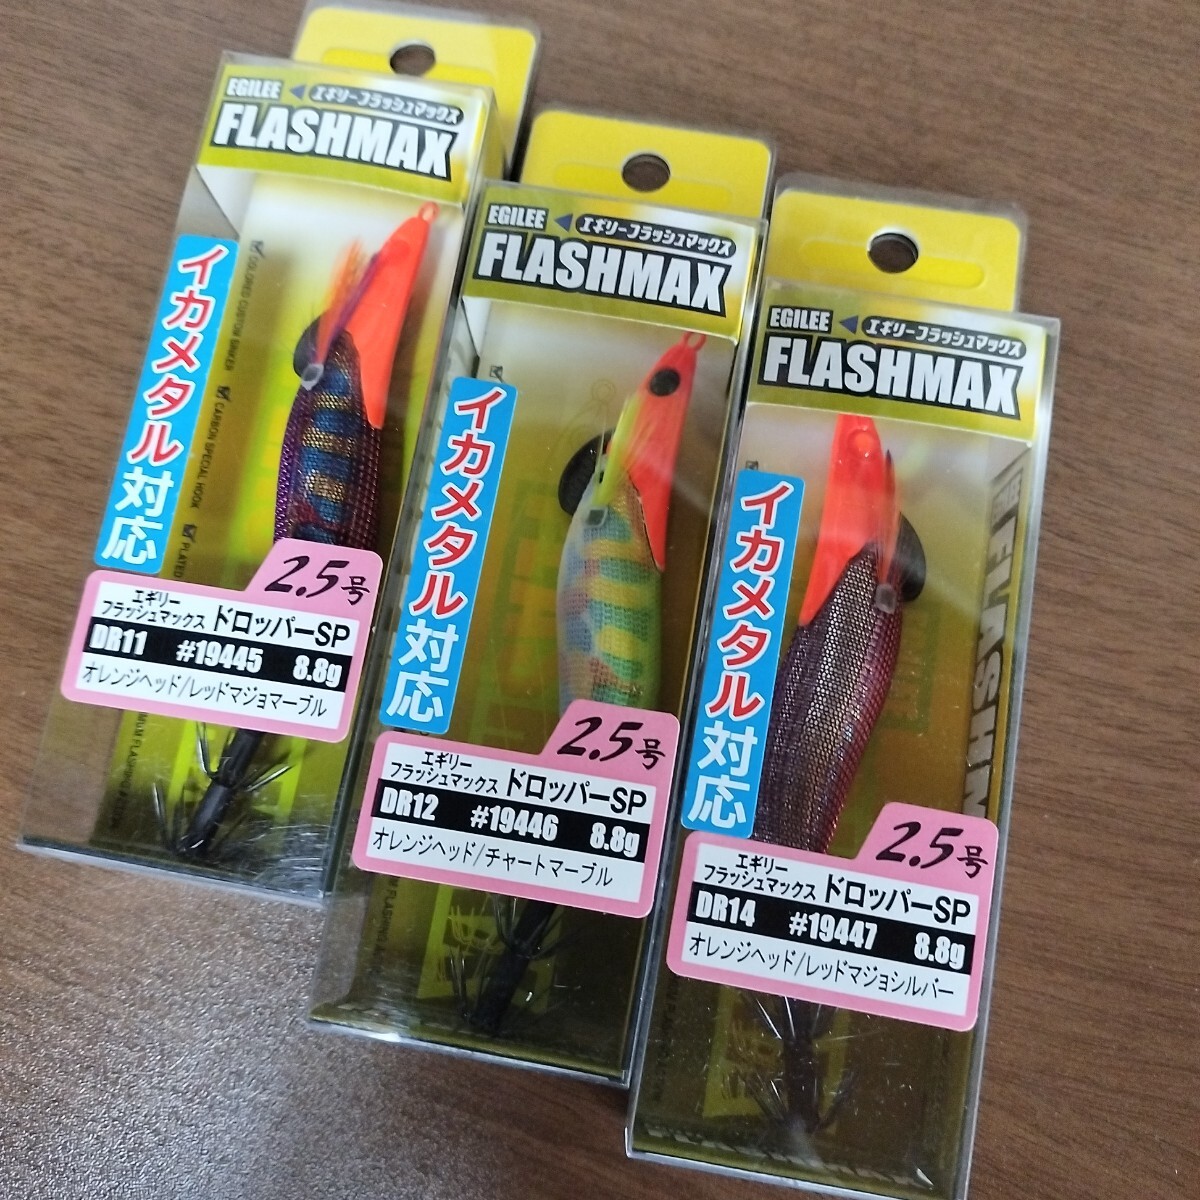 EGILEE エギリーフラッシュマックス
FLASHMAX
イカメタル対応
COLORED CUSTOM SINKER
CARBON SPECIAL HOOK
PLATED
2.5号
エギリー
フラッシュマックス ドロッパーSP
DR11 #19445 8.8g
オレンジヘッド/レッドマジョマーブル
EGILEE エギリーフラッシュマックス
FLASHMAX
イカメタル対応
2.5号
エギリー
フラッシュマックス ドロッパーSP
DR12 #19446 8.8g
オレンジヘッド/チャートマーブル
EGILEE エギリーフラッシュマックス
FLASHMAX
イカメタル対応
2.5号
エギリー
フラッシュマックス ドロッパーSP
DR14 #19447 8.8g
オレンジヘッド/レッドマジョシルバー